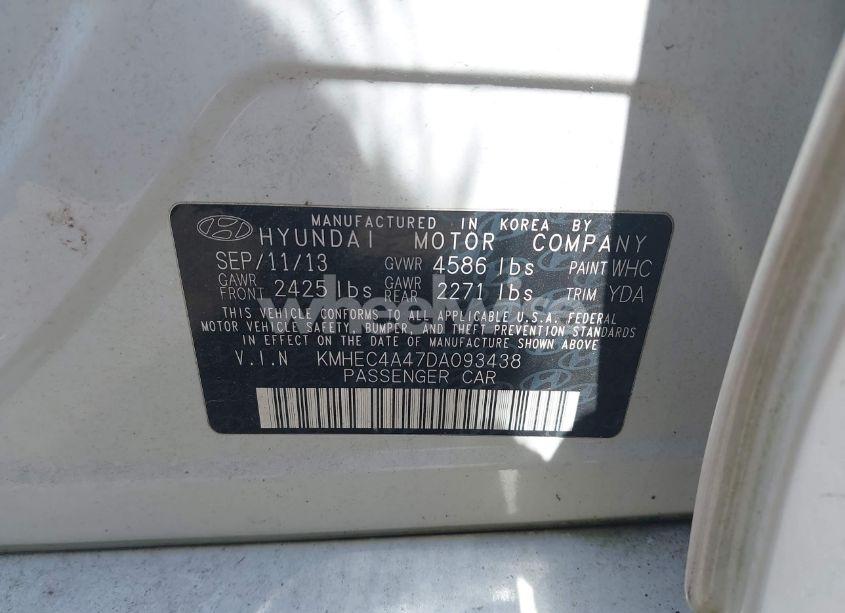 MANUFACTURED IN KOREA BY
HYUNDAI MOTOR COMPANY
SEP/11/13 GVWR 4586 lbs PAINT WHC
GAWR FRONT 2425 lbs GAWR REAR 2271 lbs TRIM YDA
THIS VEHICLE CONFORMS TO ALL APPLICABLE U.S.A. FEDERAL
MOTOR VEHICLE SAFETY, BUMPER, AND THEFT PREVENTION STANDARDS
IN EFFECT ON THE DATE OF MANUFACTURE SHOWN ABOVE.
V.I.N KMHEC4A47DA093438
PASSENGER CAR